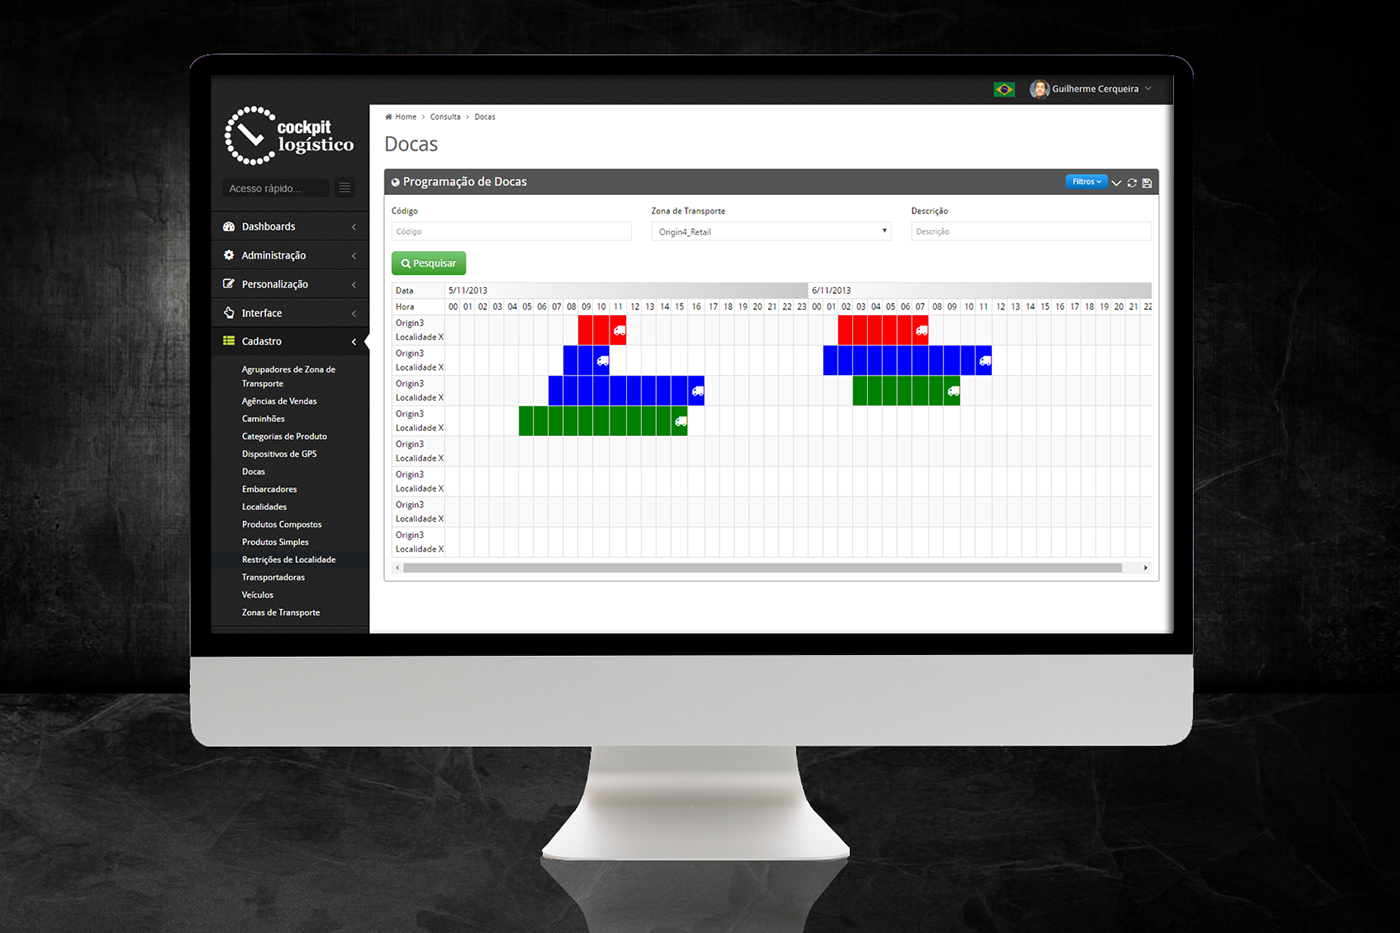 Guilherme Cerqueira
cockpit
logístico
Acesso rápido...
Dashboards
Administração
Personalização
Interface
Cadastro
Agrupadores de Zona de
Transporte
Agências de Vendas
Caminhões
Categorias de Produto
Dispositivos de GPS
Docas
Embarcadores
Localidades
Produtos Compostos
Produtos Simples
Restrições de Localidade
Transportadoras
Veículos
Zonas de Transporte
Home > Consulta > Docas
Docas
Programação de Docas
Filtros
Código Zona de Transporte Descrição
Código Origin4_Retail Descrição
Pesquisar
Data 5/11/2013 6/11/2013
Hora 00 01 02 03 04 05 06 07 08 09 10 11 12 13 14 15 16 17 18 19 20 21 22 23 00 01 02 03 04 05 06 07 08 09 10 11 12 13 14 15 16 17 18 19 20 21 22
Origin3
Localidade X
Origin3
Localidade X
Origin3
Localidade X
Origin3
Localidade X
Origin3
Localidade X
Origin3
Localidade X
Origin3
Localidade X
Origin3
Localidade X